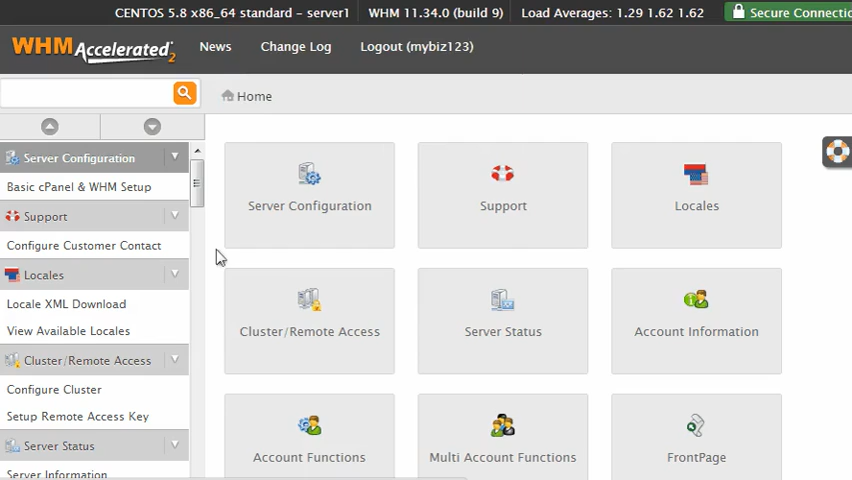 CENTOS 5.8 x86_64 standard – server1
WHM 11.34.0 (build 9)
Load Averages: 1.29 1.62 1.62
Secure Connectio
WHM Accelerated 2
News
Change Log
Logout (mybiz123)
Home
Server Configuration
Basic cPanel & WHM Setup
Support
Configure Customer Contact
Locales
Locale XML Download
View Available Locales
Cluster/Remote Access
Configure Cluster
Setup Remote Access Key
Server Status
Server Information
Server Configuration
Support
Locales
Cluster/Remote Access
Server Status
Account Information
Account Functions
Multi Account Functions
FrontPage